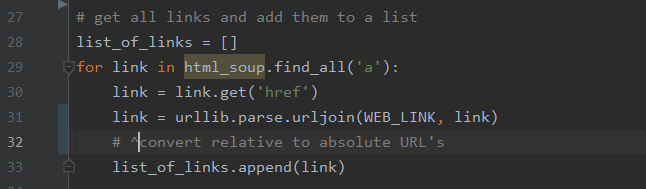 27 # get all links and add them to a list
28 list_of_links = []
29 for link in html_soup.find_all('a'):
30 link = link.get('href')
31 link = urllib.parse.urljoin(WEB_LINK, link)
32 # ^convert relative to absolute URL's
33 list_of_links.append(link)